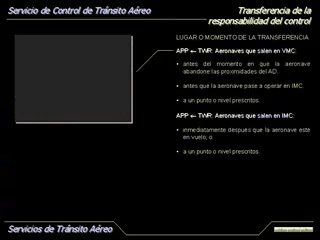 Servicio de Control de Tránsito Aéreo
Transferencia de la
responsabilidad del control
LUGAR O MOMENTO DE LA TRANSFERENCIA
APP ← TWR: Aeronaves que salen en VMC:
• antes del momento en que la aeronave
abandone las proximidades del AD.
• antes que la aeronave pase a operar en IMC.
• a un punto o nivel prescritos.
APP ← TWR: Aeronaves que salen en IMC:
• inmediatamente después que la aeronave este
en vuelo; o
• a un punto o nivel prescritos.
Servicios de Tránsito Aéreo